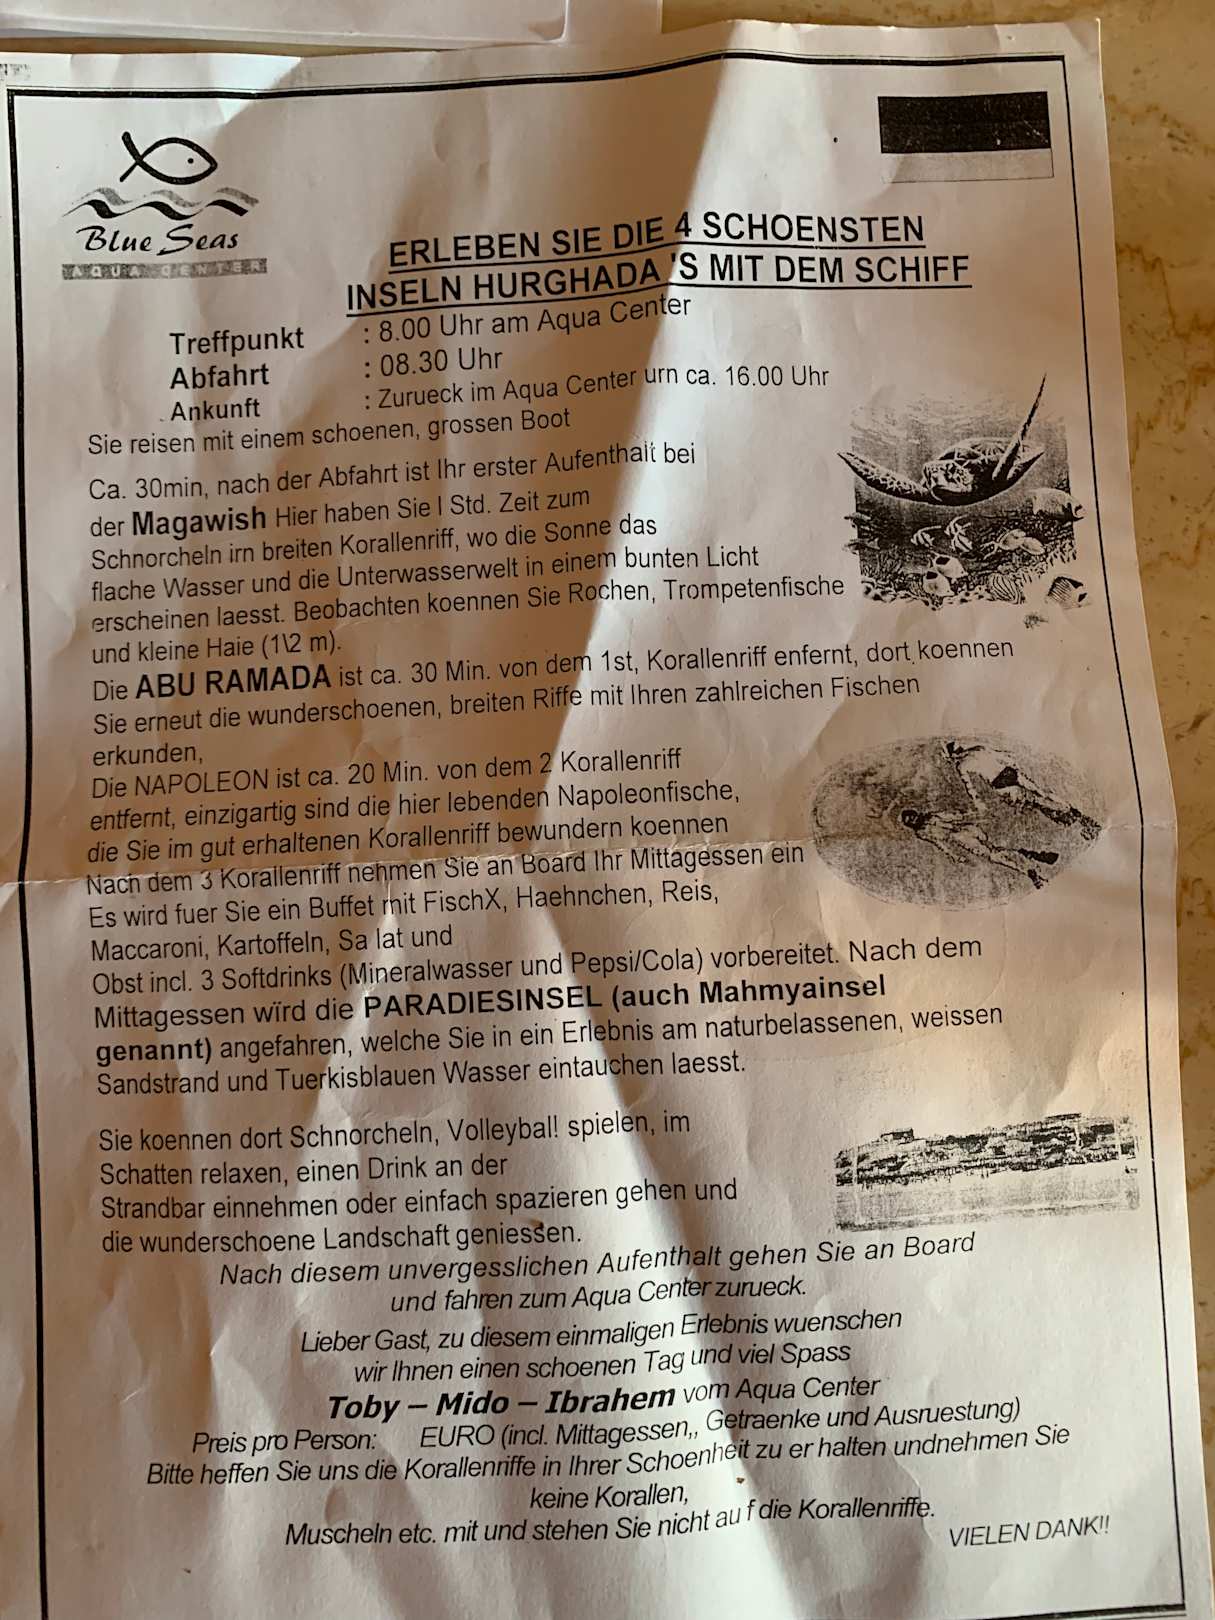 Blue Seas
AQUA CENTER
ERLEBEN SIE DIE 4 SCHOENSTEN
INSELN HURGHADA 'S MIT DEM SCHIFF
Treffpunkt : 8.00 Uhr am Aqua Center
Abfahrt : 08.30 Uhr
Ankunft : Zurueck im Aqua Center urn ca. 16.00 Uhr
Sie reisen mit einem schoenen, grossen Boot
Ca. 30min, nach der Abfahrt ist Ihr erster Aufenthalt bei
der Magawish Hier haben Sie l Std. Zeit zum
Schnorcheln irn breiten Korallenriff, wo die Sonne das
flache Wasser und die Unterwasserwelt in einem bunten Licht
erscheinen laesst. Beobachten koennen Sie Rochen, Trompetenfische
und kleine Haie (1\2 m).
Die ABU RAMADA ist ca. 30 Min. von dem 1st, Korallenriff enfernt, dort koennen
Sie erneut die wunderschoenen, breiten Riffe mit Ihren zahlreichen Fischen
erkunden,
Die NAPOLEON ist ca. 20 Min. von dem 2 Korallenriff
entfernt, einzigartig sind die hier lebenden Napoleonfische,
die Sie im gut erhaltenen Korallenriff bewundern koennen
Nach dem 3 Korallenriff nehmen Sie an Board Ihr Mittagessen ein
Es wird fuer Sie ein Buffet mit FischX, Haehnchen, Reis,
Maccaroni, Kartoffeln, Sa lat und
Obst incl. 3 Softdrinks (Mineralwasser und Pepsi/Cola) vorbereitet. Nach dem
Mittagessen wird die PARADIESINSEL (auch Mahmyainsel
genannt) angefahren, welche Sie in ein Erlebnis am naturbelassenen, weissen
Sandstrand und Tuerkisblauen Wasser eintauchen laesst.
Sie koennen dort Schnorcheln, Volleybal! spielen, im
Schatten relaxen, einen Drink an der
Strandbar einnehmen oder einfach spazieren gehen und
die wunderschoene Landschaft geniessen.
Nach diesem unvergesslichen Aufenthalt gehen Sie an Board
und fahren zum Aqua Center zurueck.
Lieber Gast, zu diesem einmaligen Erlebnis wuenschen
wir Ihnen einen schoenen Tag und viel Spass
Toby – Mido – Ibrahem vom Aqua Center
Preis pro Person: EURO (incl. Mittagessen,, Getraenke und Ausruestung)
Bitte heffen Sie uns die Korallenriffe in Ihrer Schoenheit zu er halten undnehmen Sie
keine Korallen,
Muscheln etc. mit und stehen Sie nicht au f die Korallenriffe.
VIELEN DANK!!